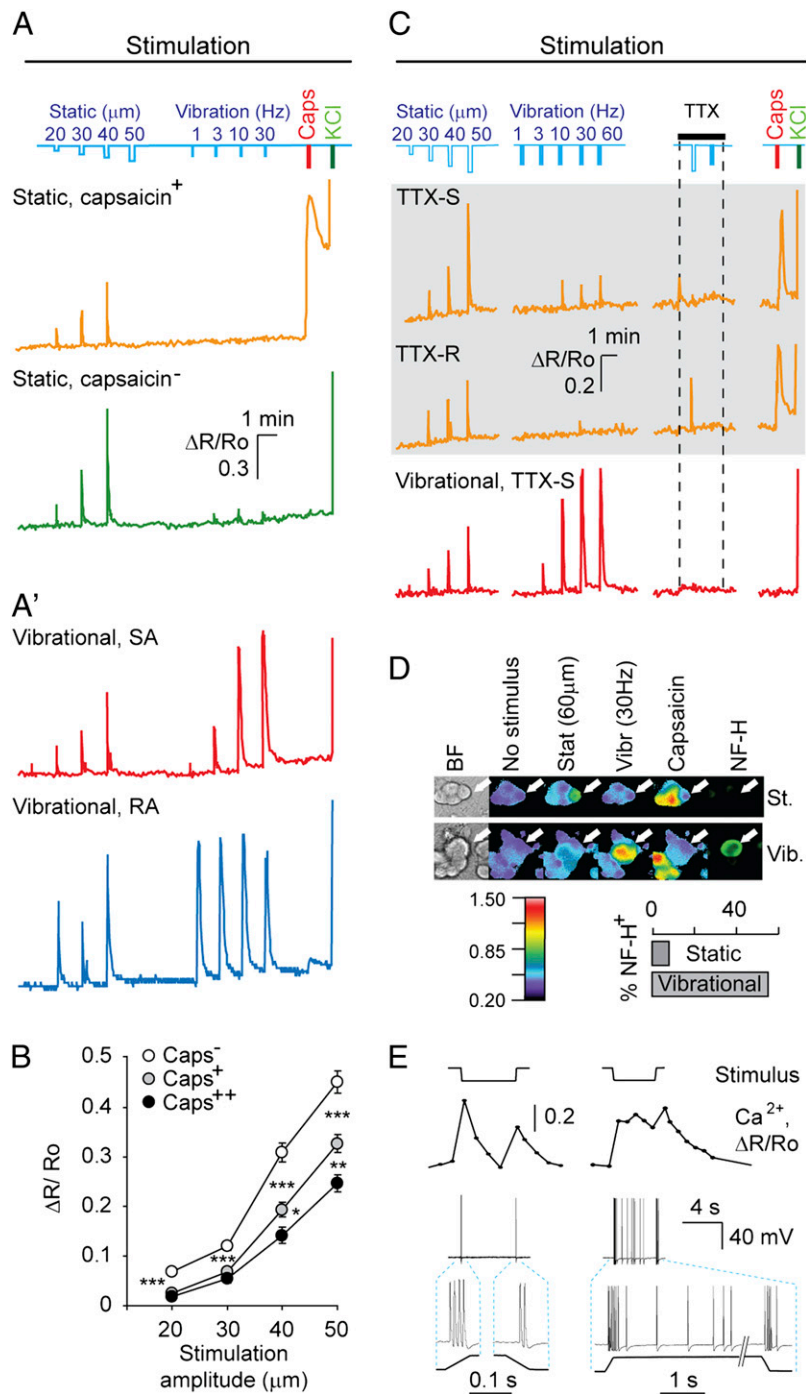 A
Stimulation
Static (μm)
20 30 40 50
Vibration (Hz)
1 3 10 30
Caps
KCl
Static, capsaicin+
Static, capsaicin-
1 min
ΔR/Ro
0.3
A'
Vibrational, SA
Vibrational, RA
B
Caps-
Caps+
Caps++
ΔR/ Ro
0.5
0.4
0.3
0.2
0.1
0
***
***
***
*
***
**
20 30 40 50
Stimulation
amplitude (μm)
C
Stimulation
Static (μm)
20 30 40 50
Vibration (Hz)
1 3 10 30 60
TTX
Caps
KCl
TTX-S
1 min
ΔR/Ro
0.2
TTX-R
Vibrational, TTX-S
D
BF
No stimulus
Stat (60μm)
Vibr (30Hz)
Capsaicin
NF-H
St.
Vib.
1.50
0.85
0.20
% NF-H+
0 40
Static
Vibrational
E
Stimulus
0.2
Ca2+,
ΔR/Ro
4 s
40 mV
0.1 s
1 s